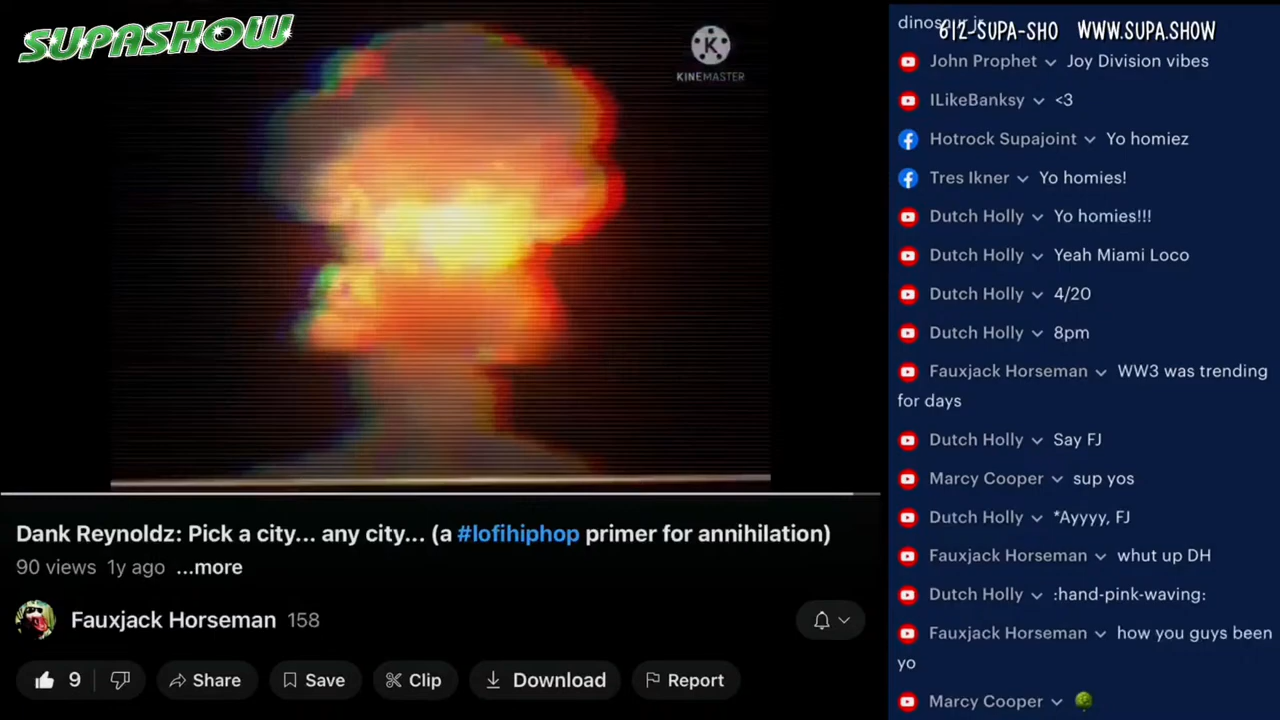 SUPASHOW
K
KINEMASTER
Dank Reynoldz: Pick a city... any city... (a #lofihiphop primer for annihilation)
90 views 1y ago ...more
Fauxjack Horseman 158
9 Share Save Clip Download Report
612-SUPA-SHO WWW.SUPA.SHOW
dinosaur jr
John Prophet Joy Division vibes
ILikeBanksy <3
Hotrock Supajoint Yo homiez
Tres Ikner Yo homies!
Dutch Holly Yo homies!!!
Dutch Holly Yeah Miami Loco
Dutch Holly 4/20
Dutch Holly 8pm
Fauxjack Horseman WW3 was trending
for days
Dutch Holly Say FJ
Marcy Cooper sup yos
Dutch Holly *Ayyyy, FJ
Fauxjack Horseman whut up DH
Dutch Holly :hand-pink-waving:
Fauxjack Horseman how you guys been
yo
Marcy Cooper